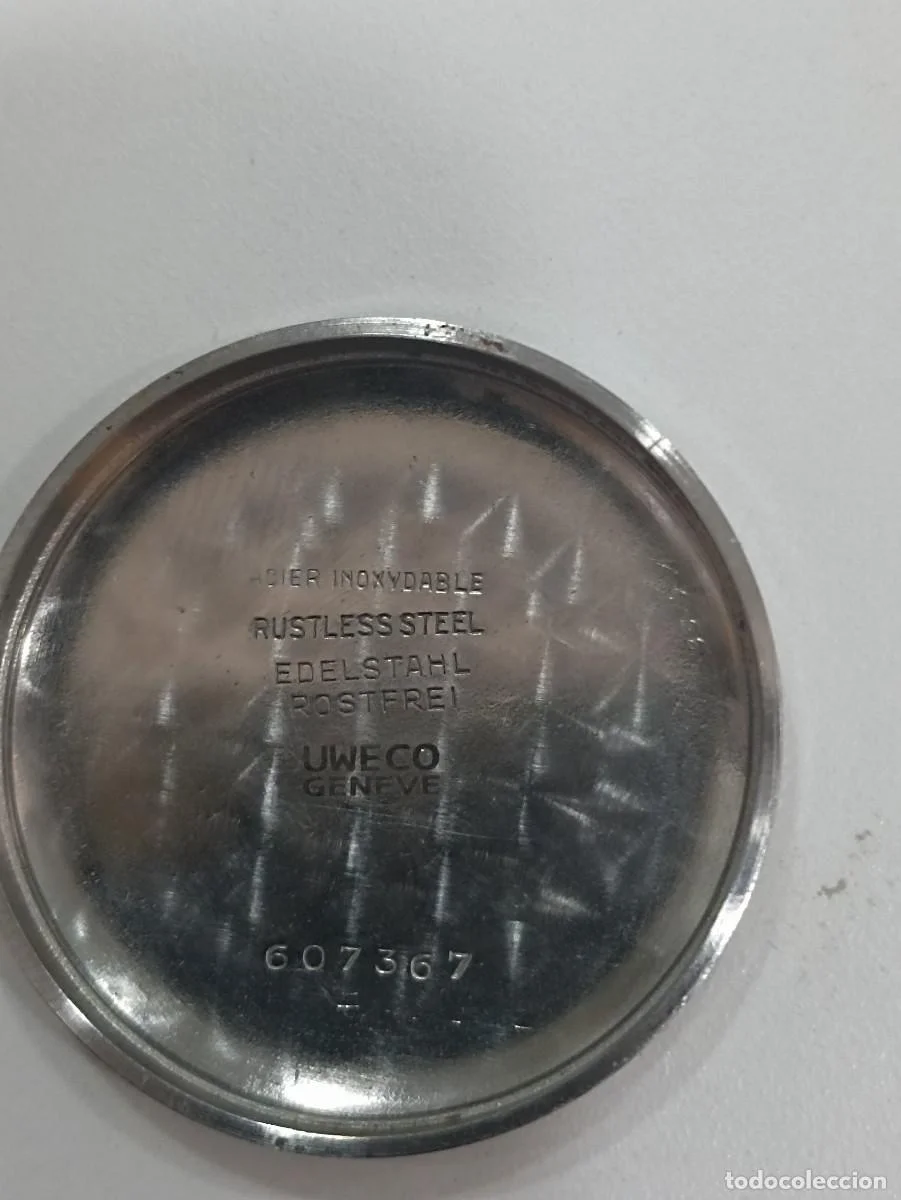 ACIER INOXYDABLE
RUSTLESS STEEL
EDELSTAHL
ROSTFREI
UWECO
GENEVE
607367
todocoleccion